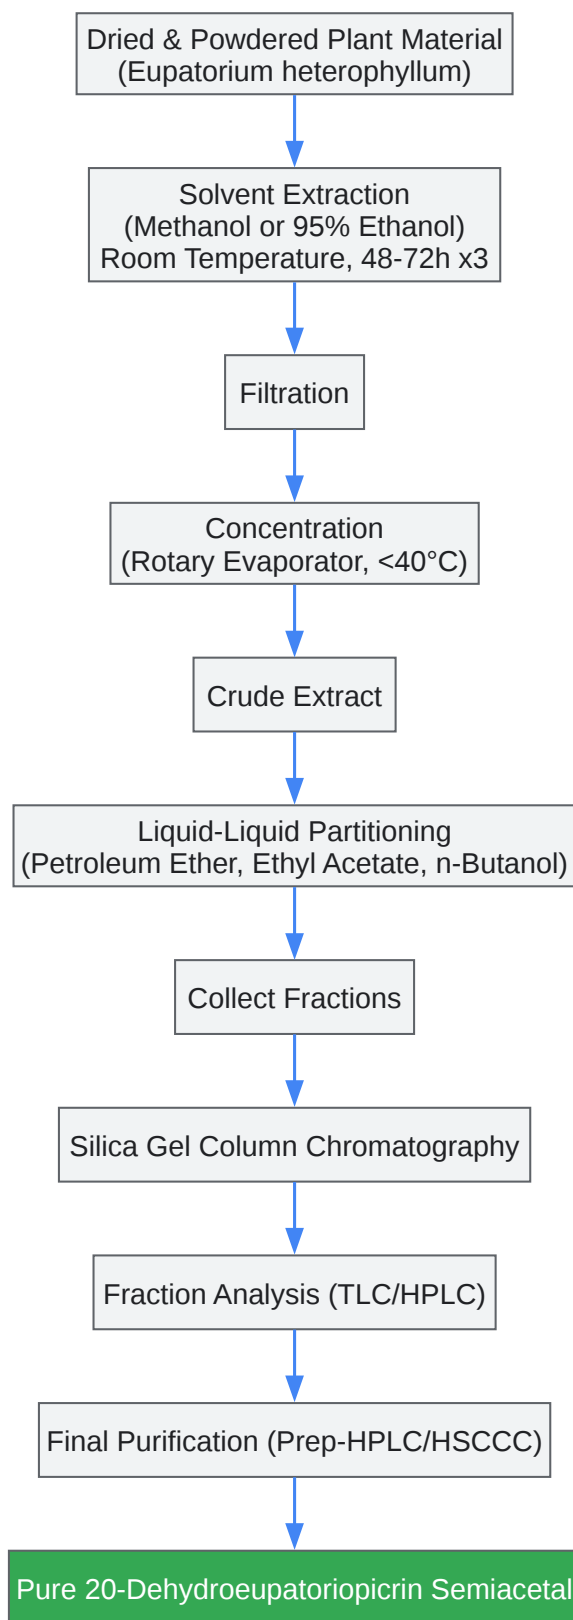 Dried & Powdered Plant Material
(Eupatorium heterophyllum)
Solvent Extraction
(Methanol or 95% Ethanol)
Room Temperature, 48-72h x3
Filtration
Concentration
(Rotary Evaporator, <40°C)
Crude Extract
Liquid-Liquid Partitioning
(Petroleum Ether, Ethyl Acetate, n-Butanol)
Collect Fractions
Silica Gel Column Chromatography
Fraction Analysis (TLC/HPLC)
Final Purification (Prep-HPLC/HSCCC)
Pure 20-Dehydroeupatoriopicrin Semiacetal